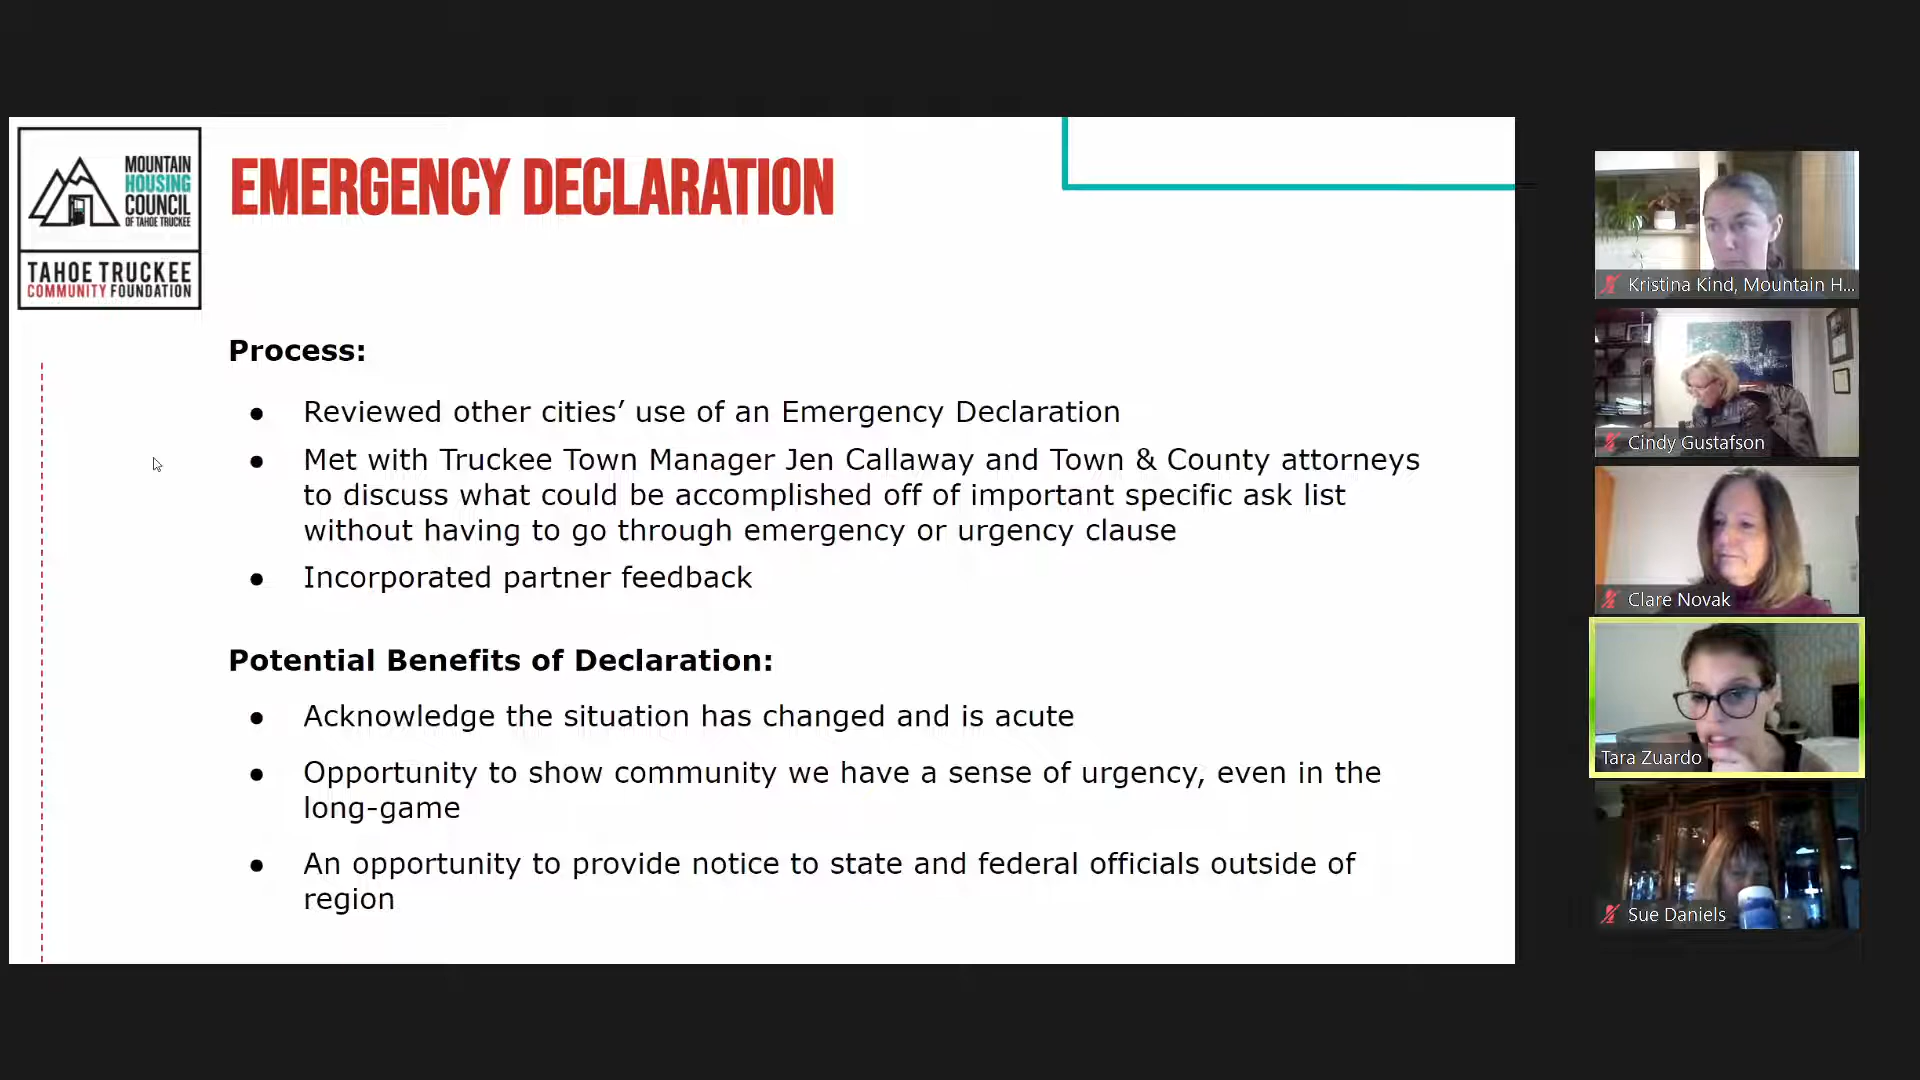 MOUNTAIN
HOUSING
COUNCIL
OF TAHOE TRUCKEE
TAHOE TRUCKEE
COMMUNITY FOUNDATION
EMERGENCY DECLARATION
Process:
● Reviewed other cities’ use of an Emergency Declaration
● Met with Truckee Town Manager Jen Callaway and Town & County attorneys
to discuss what could be accomplished off of important specific ask list
without having to go through emergency or urgency clause
● Incorporated partner feedback
Potential Benefits of Declaration:
● Acknowledge the situation has changed and is acute
● Opportunity to show community we have a sense of urgency, even in the
long-game
● An opportunity to provide notice to state and federal officials outside of
region
Kristina Kind, Mountain H...
Cindy Gustafson
Clare Novak
Tara Zuardo
Sue Daniels